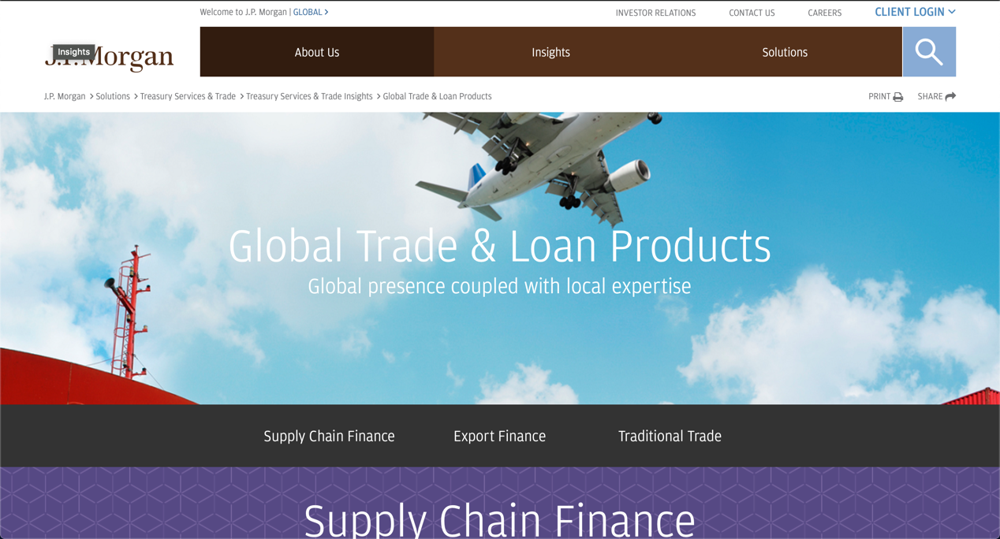 Welcome to J.P. Morgan | GLOBAL
INVESTOR RELATIONS
CONTACT US
CAREERS
CLIENT LOGIN
J.P.Morgan
Insights
About Us
Insights
Solutions
J.P. Morgan > Solutions > Treasury Services & Trade > Treasury Services & Trade Insights > Global Trade & Loan Products
PRINT
SHARE
Global Trade & Loan Products
Global presence coupled with local expertise
Supply Chain Finance
Export Finance
Traditional Trade
Supply Chain Finance